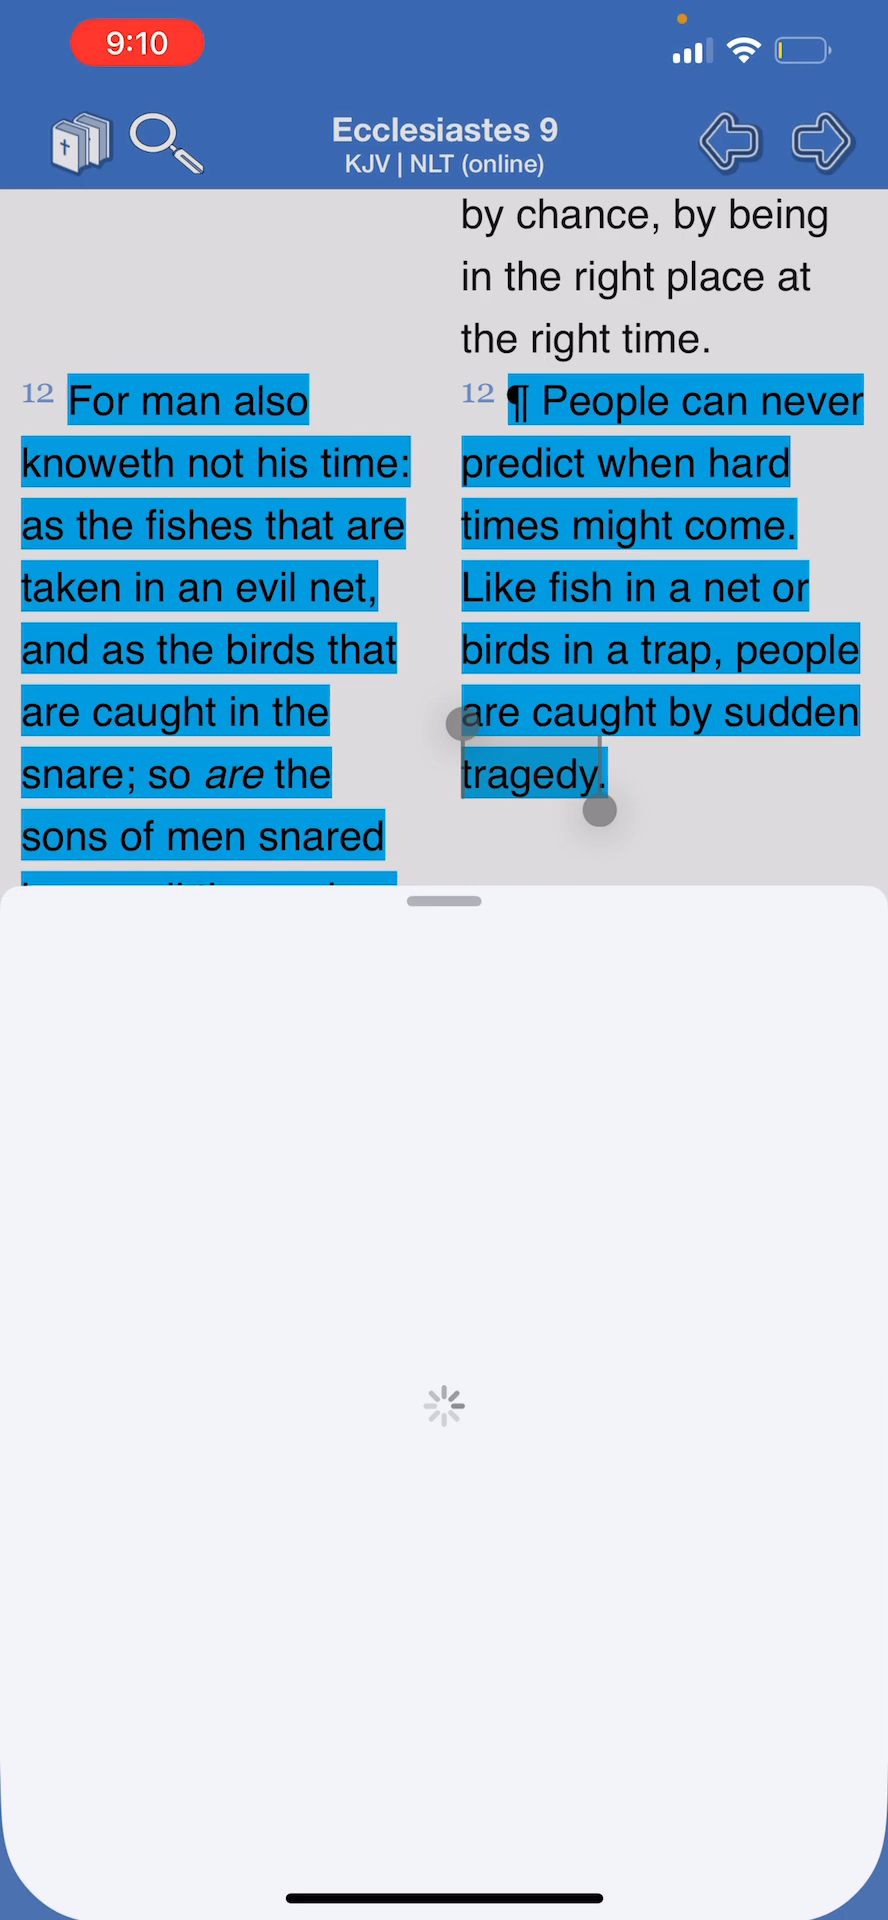 9:10
Ecclesiastes 9
KJV | NLT (online)
by chance, by being
in the right place at
the right time.
12 For man also
knoweth not his time:
as the fishes that are
taken in an evil net,
and as the birds that
are caught in the
snare; so are the
sons of men snared
12 ¶ People can never
predict when hard
times might come.
Like fish in a net or
birds in a trap, people
are caught by sudden
tragedy.